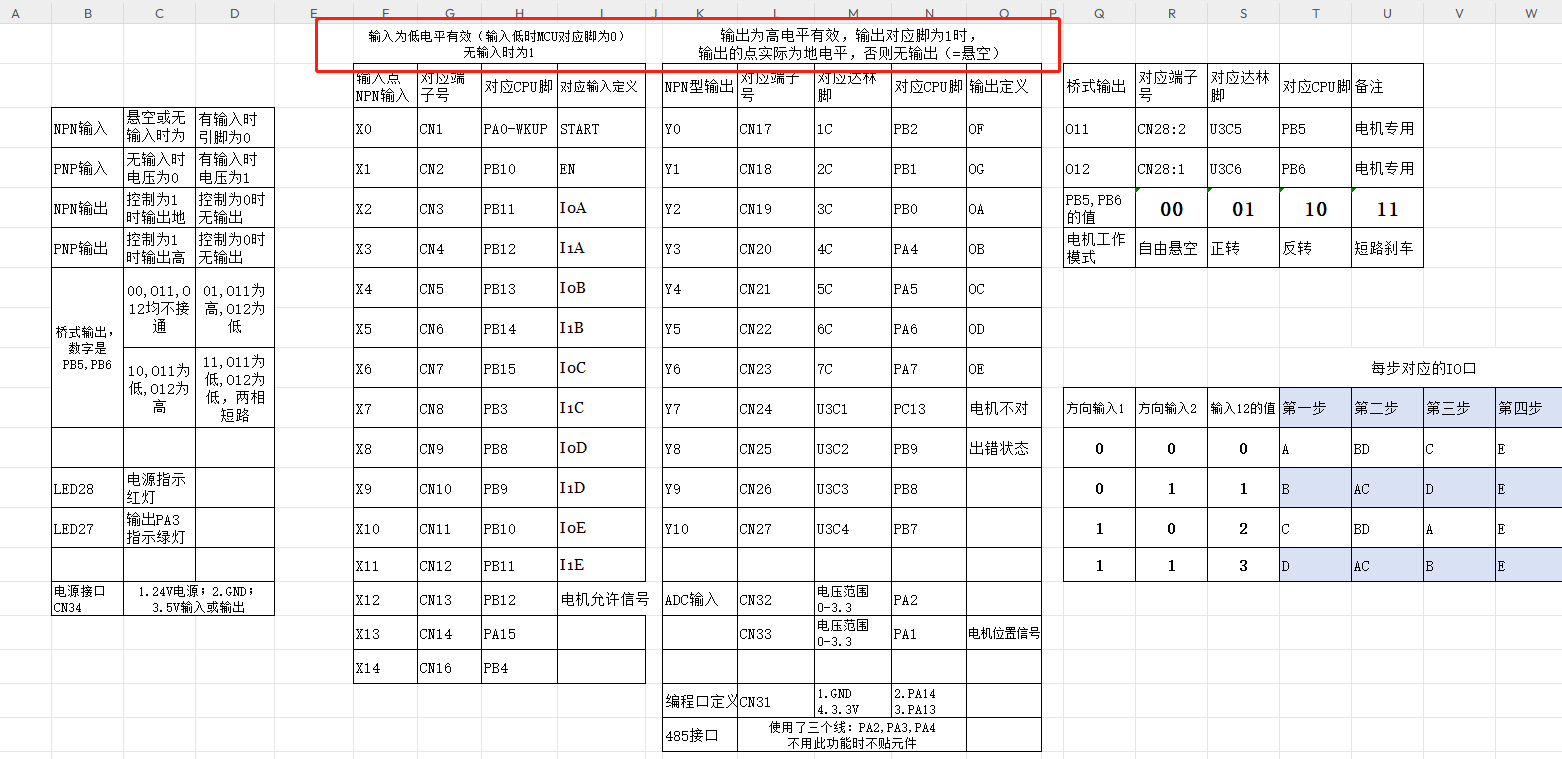 A B C D E F G H I J K L M N O P Q R S T U V W
输入为低电平有效（输入低时MCU对应脚为0）
无输入时为1
输出为高电平有效，输出对应脚为1时，
输出的点实际为地电平，否则无输出（=悬空）
NPN输入 悬空或无 有输入时
输入时为 引脚为0
PNP输入 无输入时 有输入时
电压为0 电压为1
NPN输出 控制为1 控制为0时
时输出地 无输出
PNP输出 控制为1 控制为0时
时输出高 无输出
桥式输出,
数字是
PB5,PB6
00,O11,O
12均不接
通
01,O11为
高,O12为
低
10,O11为
低,O12为
高
11,O11为
低,O12为
低，两相
短路
LED28 电源指示
红灯
LED27 输出PA3
指示绿灯
电源接口
CN34
1.24V电源；2.GND；
3.5V输入或输出
输入点
NPN输入
对应端
子号
对应CPU脚 对应输入定义
X0 CN1 PA0-WKUP START
X1 CN2 PB10 EN
X2 CN3 PB11 I0A
X3 CN4 PB12 I1A
X4 CN5 PB13 I0B
X5 CN6 PB14 I1B
X6 CN7 PB15 I0C
X7 CN8 PB3 I1C
X8 CN9 PB8 I0D
X9 CN10 PB9 I1D
X10 CN11 PB10 I0E
X11 CN12 PB11 I1E
X12 CN13 PB12 电机允许信号
X13 CN14 PA15
X14 CN16 PB4
NPN型输出 对应端子
号
对应达林
脚
对应CPU脚 输出定义
Y0 CN17 1C PB2 OF
Y1 CN18 2C PB1 OG
Y2 CN19 3C PB0 OA
Y3 CN20 4C PA4 OB
Y4 CN21 5C PA5 OC
Y5 CN22 6C PA6 OD
Y6 CN23 7C PA7 OE
Y7 CN24 U3C1 PC13 电机不对
Y8 CN25 U3C2 PB9 出错状态
Y9 CN26 U3C3 PB8
Y10 CN27 U3C4 PB7
ADC输入 CN32 电压范围
0-3.3
PA2
CN33 电压范围
0-3.3
PA1 电机位置信号
编程口定义 CN31 1.GND
4.3.3V
2.PA14
3.PA13
485接口 使用了三个线：PA2,PA3,PA4
不用此功能时不贴元件
桥式输出 对应端子
号
对应达林
脚
对应CPU脚 备注
O11 CN28:2 U3C5 PB5 电机专用
O12 CN28:1 U3C6 PB6 电机专用
PB5,PB6
的值
00 01 10 11
电机工作
模式
自由悬空 正转 反转 短路刹车
每步对应的IO口
方向输入1 方向输入2 输入12的值 第一步 第二步 第三步 第四步
0 0 0 A BD C E
0 1 1 B AC D E
1 0 2 C BD A E
1 1 3 D AC B E